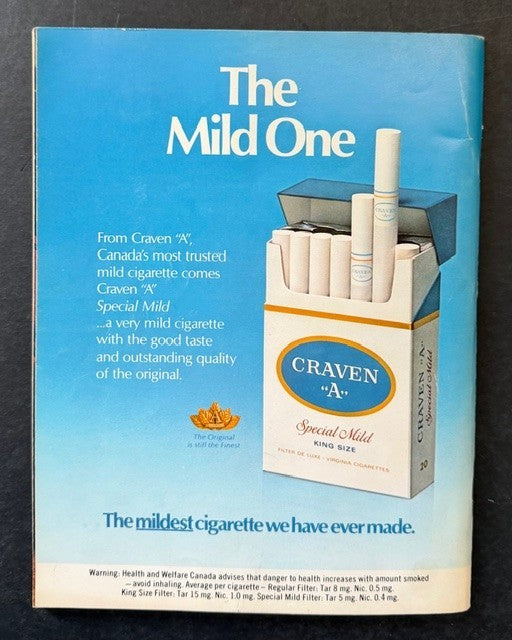 The
Mild One
From Craven "A",
Canada's most trusted
mild cigarette comes
Craven "A"
Special Mild
...a very mild cigarette
with the good taste
and outstanding quality
of the original.
The Original
is still the Finest
CRAVEN
"A"
CRAVEN
"A"
CRAVEN
"A"
Special Mild
KING SIZE
FILTER DE LUXE - VIRGINIA CIGARETTES
CRAVEN "A"
Special Mild
20
The mildest cigarette we have ever made.
Warning: Health and Welfare Canada advises that danger to health increases with amount smoked
— avoid inhaling. Average per cigarette – Regular Filter: Tar 8 mg. Nic. 0.5 mg.
King Size Filter: Tar 15 mg. Nic. 1.0 mg. Special Mild Filter: Tar 5 mg. Nic. 0.4 mg.